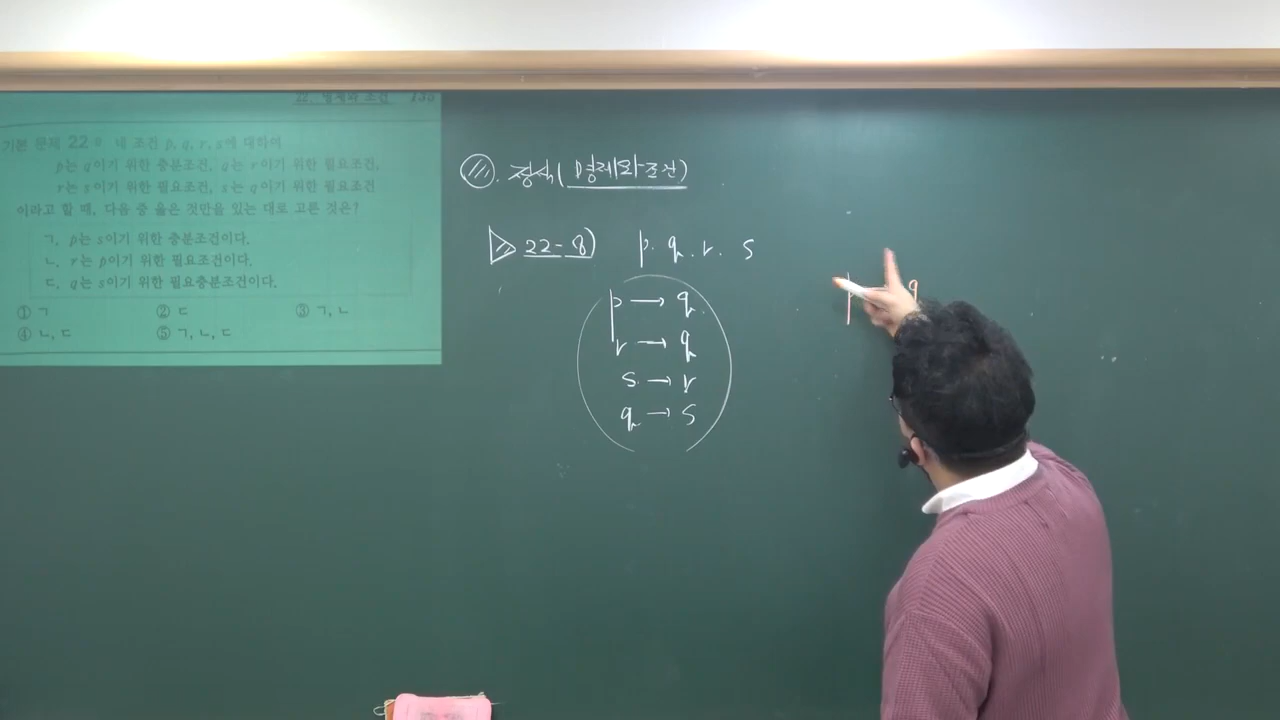 22. 명제와 조건 133
기본 문제 22-8 네 조건 p, q, r, s에 대하여
p는 q이기 위한 충분조건, q는 r이기 위한 필요조건,
r는 s이기 위한 필요조건, s는 q이기 위한 필요조건
이라고 할 때, 다음 중 옳은 것만을 있는 대로 고른 것은?
ㄱ. p는 s이기 위한 충분조건이다.
ㄴ. r는 p이기 위한 필요조건이다.
ㄷ. q는 s이기 위한 필요충분조건이다.
① ㄱ ② ㄷ ③ ㄱ, ㄴ
④ ㄴ, ㄷ ⑤ ㄱ, ㄴ, ㄷ
정석(명제와 조건)
22-8) p. q. r. s
p → q.
r → q
s. → r
q → s
p q